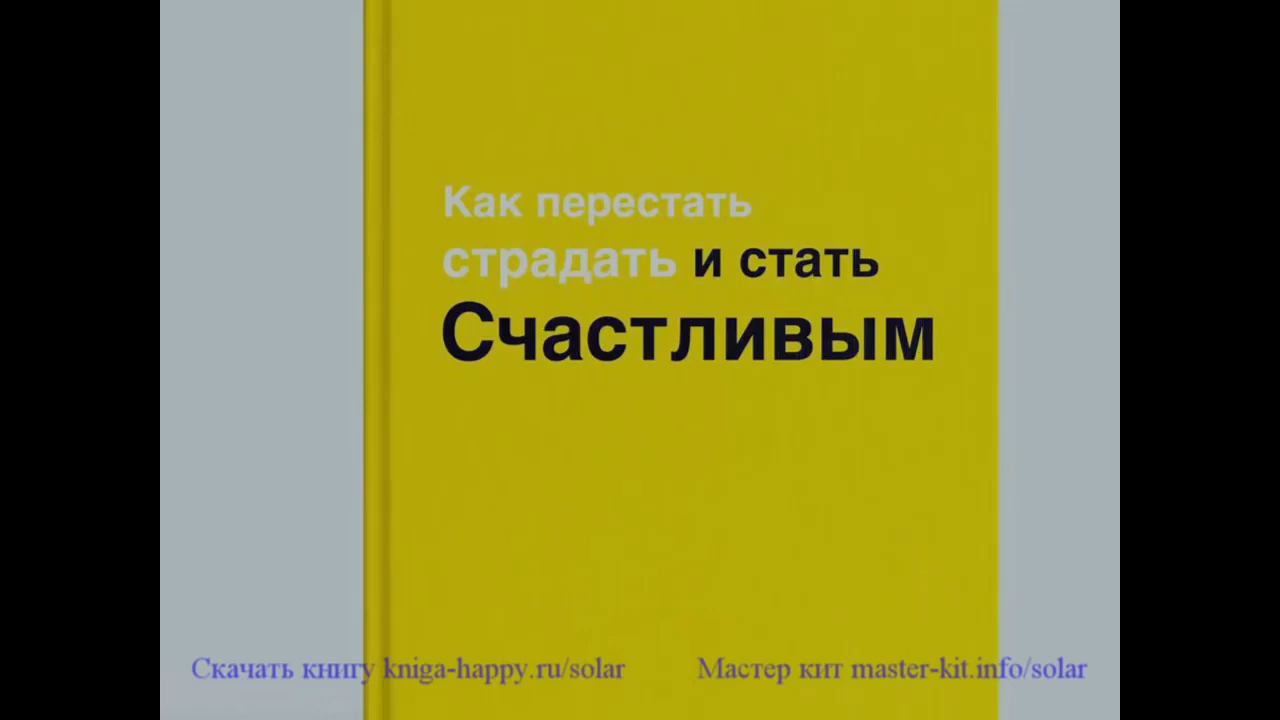 Как перестать
страдать и стать
Счастливым
Скачать книгу kniga-happy.ru/solar Мастер кит master-kit.info/solar